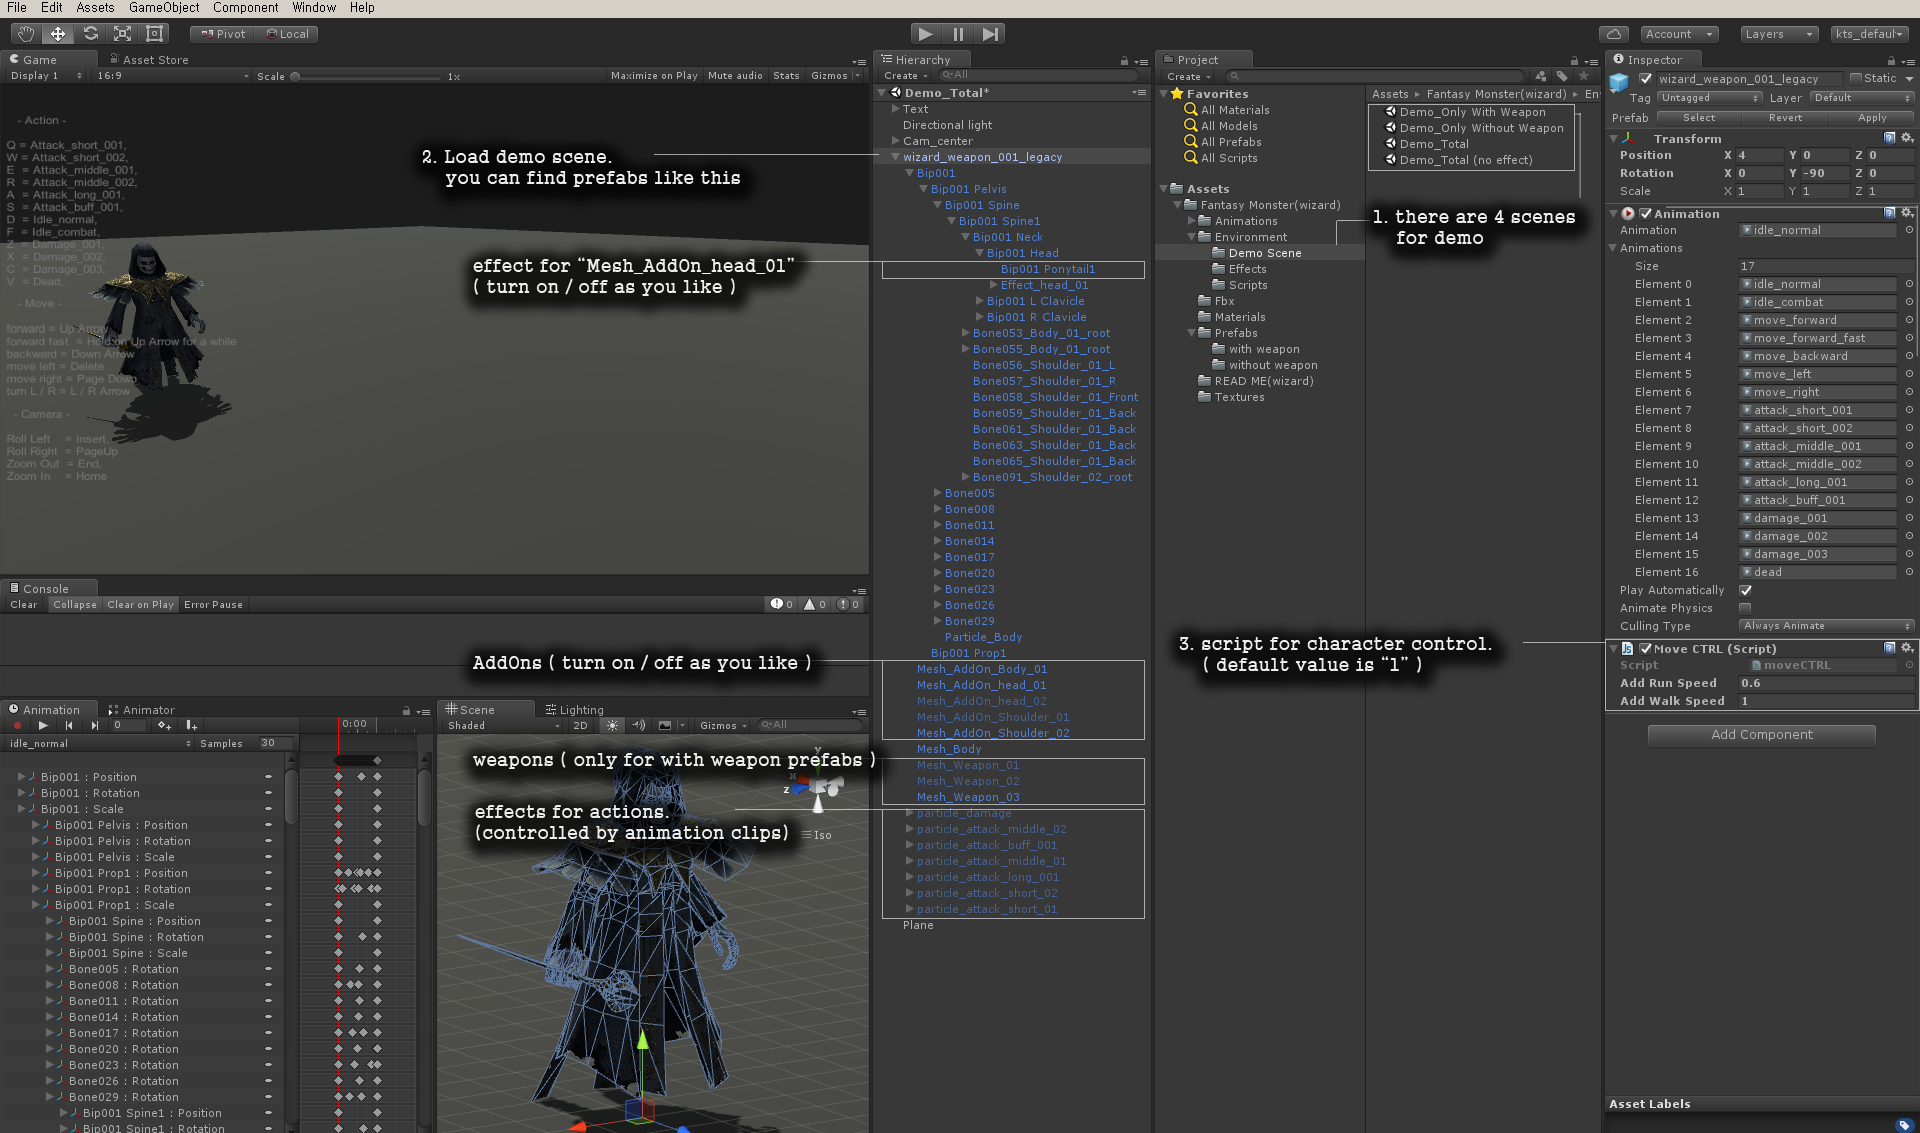 File Edit Assets GameObject Component Window Help
Pivot Local
Account Layers kts_defaul
Game Asset Store
Display 1 16:9 Scale 1x Maximize on Play Mute audio Stats Gizmos
- Action -
Q = Attack_short_001,
W = Attack_short_002,
E = Attack_middle_001,
R = Attack_middle_002,
A = Attack_long_001,
S = Attack_buff_001,
D = Idle_normal,
F = Idle_combat,
Z = Damage_001,
X = Damage_002,
C = Damage_003,
V = Dead,
- Move -
forward = Up Arrow
forward fast = Hold on Up Arrow for a while
backward = Down Arrow
move left = Delete
move right = Page Down
turn L / R = L / R Arrow
- Camera -
Roll Left = Insert,
Roll Right = PageUp
Zoom Out = End,
Zoom In = Home
2. Load demo scene.
you can find prefabs like this
effect for “Mesh_AddOn_head_01”
( turn on / off as you like )
Console
Clear Collapse Clear on Play Error Pause 0 0 0
AddOns ( turn on / off as you like )
weapons ( only for with weapon prefabs )
effects for actions.
(controlled by animation clips)
Animation Animator
0 0:00
idle_normal Samples 30
Bip001 : Position
Bip001 : Rotation
Bip001 : Scale
Bip001 Pelvis : Position
Bip001 Pelvis : Rotation
Bip001 Pelvis : Scale
Bip001 Prop1 : Position
Bip001 Prop1 : Rotation
Bip001 Prop1 : Scale
Bip001 Spine : Position
Bip001 Spine : Rotation
Bip001 Spine : Scale
Bone005 : Rotation
Bone008 : Rotation
Bone011 : Rotation
Bone014 : Rotation
Bone017 : Rotation
Bone020 : Rotation
Bone023 : Rotation
Bone026 : Rotation
Bone029 : Rotation
Bip001 Spine1 : Position
Bip001 Spine1 : Rotation
Scene Lighting
Shaded 2D Gizmos All
y
x
z
Iso
Hierarchy
Create All
Demo_Total*
Text
Directional light
Cam_center
wizard_weapon_001_legacy
Bip001
Bip001 Pelvis
Bip001 Spine
Bip001 Spine1
Bip001 Neck
Bip001 Head
Bip001 Ponytail1
Effect_head_01
Bip001 L Clavicle
Bip001 R Clavicle
Bone053_Body_01_root
Bone055_Body_01_root
Bone056_Shoulder_01_L
Bone057_Shoulder_01_R
Bone058_Shoulder_01_Front
Bone059_Shoulder_01_Back
Bone061_Shoulder_01_Back
Bone063_Shoulder_01_Back
Bone065_Shoulder_01_Back
Bone091_Shoulder_02_root
Bone005
Bone008
Bone011
Bone014
Bone017
Bone020
Bone023
Bone026
Bone029
Particle_Body
Bip001 Prop1
Mesh_AddOn_Body_01
Mesh_AddOn_head_01
Mesh_AddOn_head_02
Mesh_AddOn_Shoulder_01
Mesh_AddOn_Shoulder_02
Mesh_Body
Mesh_Weapon_01
Mesh_Weapon_02
Mesh_Weapon_03
particle_damage
particle_attack_middle_02
particle_attack_buff_001
particle_attack_middle_01
particle_attack_long_001
particle_attack_short_02
particle_attack_short_01
Plane
Project
Create
Favorites
All Materials
All Models
All Prefabs
All Scripts
Assets
Fantasy Monster(wizard)
Animations
Environment
Demo Scene
Effects
Scripts
Fbx
Materials
Prefabs
with weapon
without weapon
READ ME(wizard)
Textures
Assets Fantasy Monster(wizard) En
Demo_Only With Weapon
Demo_Only Without Weapon
Demo_Total
Demo_Total (no effect)
1. there are 4 scenes
for demo
3. script for character control.
( default value is “1” )
Inspector
wizard_weapon_001_legacy Static
Tag Untagged Layer Default
Prefab Select Revert Apply
Transform
Position X 4 Y 0 Z 0
Rotation X 0 Y -90 Z 0
Scale X 1 Y 1 Z 1
Animation
Animation idle_normal
Animations
Size 17
Element 0 idle_normal
Element 1 idle_combat
Element 2 move_forward
Element 3 move_forward_fast
Element 4 move_backward
Element 5 move_left
Element 6 move_right
Element 7 attack_short_001
Element 8 attack_short_002
Element 9 attack_middle_001
Element 10 attack_middle_002
Element 11 attack_long_001
Element 12 attack_buff_001
Element 13 damage_001
Element 14 damage_002
Element 15 damage_003
Element 16 dead
Play Automatically
Animate Physics
Culling Type Always Animate
Move CTRL (Script)
Script moveCTRL
Add Run Speed 0.6
Add Walk Speed 1
Add Component
Asset Labels